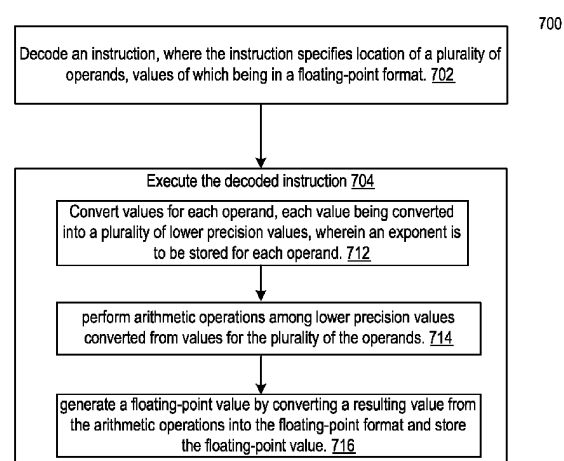 700
Decode an instruction, where the instruction specifies location of a plurality of
operands, values of which being in a floating-point format. 702
Execute the decoded instruction 704
Convert values for each operand, each value being converted
into a plurality of lower precision values, wherein an exponent is
to be stored for each operand. 712
perform arithmetic operations among lower precision values
converted from values for the plurality of the operands. 714
generate a floating-point value by converting a resulting value from
the arithmetic operations into the floating-point format and store
the floating-point value. 716